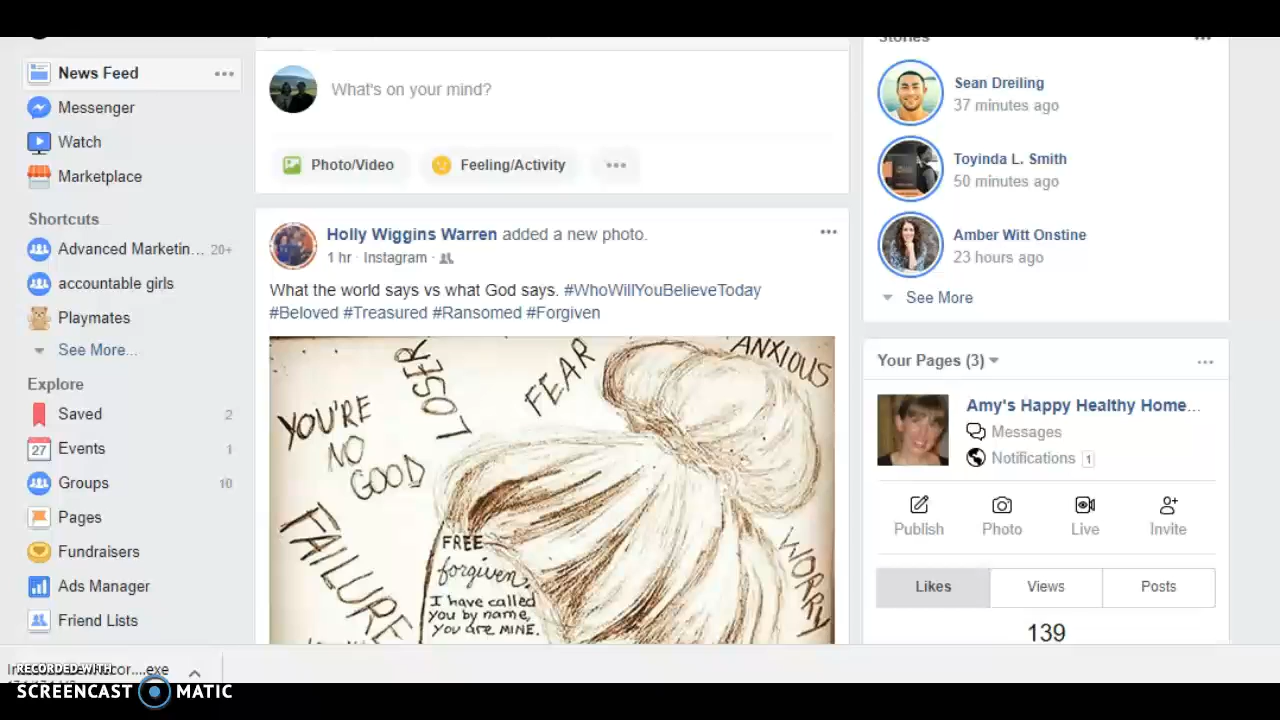 News Feed
Messenger
Watch
Marketplace
Shortcuts
Advanced Marketin... 20+
accountable girls
Playmates
See More...
Explore
Saved 2
Events 1
27
Groups 10
Pages
Fundraisers
Ads Manager
Friend Lists
What's on your mind?
Photo/Video
Feeling/Activity
Holly Wiggins Warren added a new photo.
1 hr · Instagram ·
What the world says vs what God says. #WhoWillYouBelieveToday
#Beloved #Treasured #Ransomed #Forgiven
YOU'RE
NO
GOOD
LOSER
FEAR
ANXIOUS
FAILURE
WORRY
FREE
forgiven.
I have called
you by name,
you are MINE.
Stories
Sean Dreiling
37 minutes ago
Toyinda L. Smith
50 minutes ago
Amber Witt Onstine
23 hours ago
See More
Your Pages (3)
Amy's Happy Healthy Home...
Messages
Notifications 1
Publish
Photo
Live
Invite
Likes
Views
Posts
139
RECORDED WITH
SCREENCAST MATIC